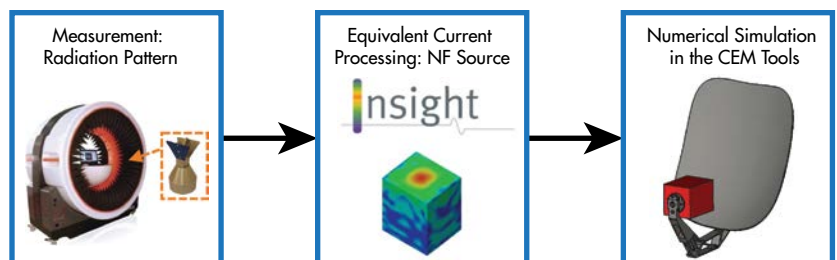 Measurement:
Radiation Pattern
Equivalent Current
Processing: NF Source
Insight
Numerical Simulation
in the CEM Tools